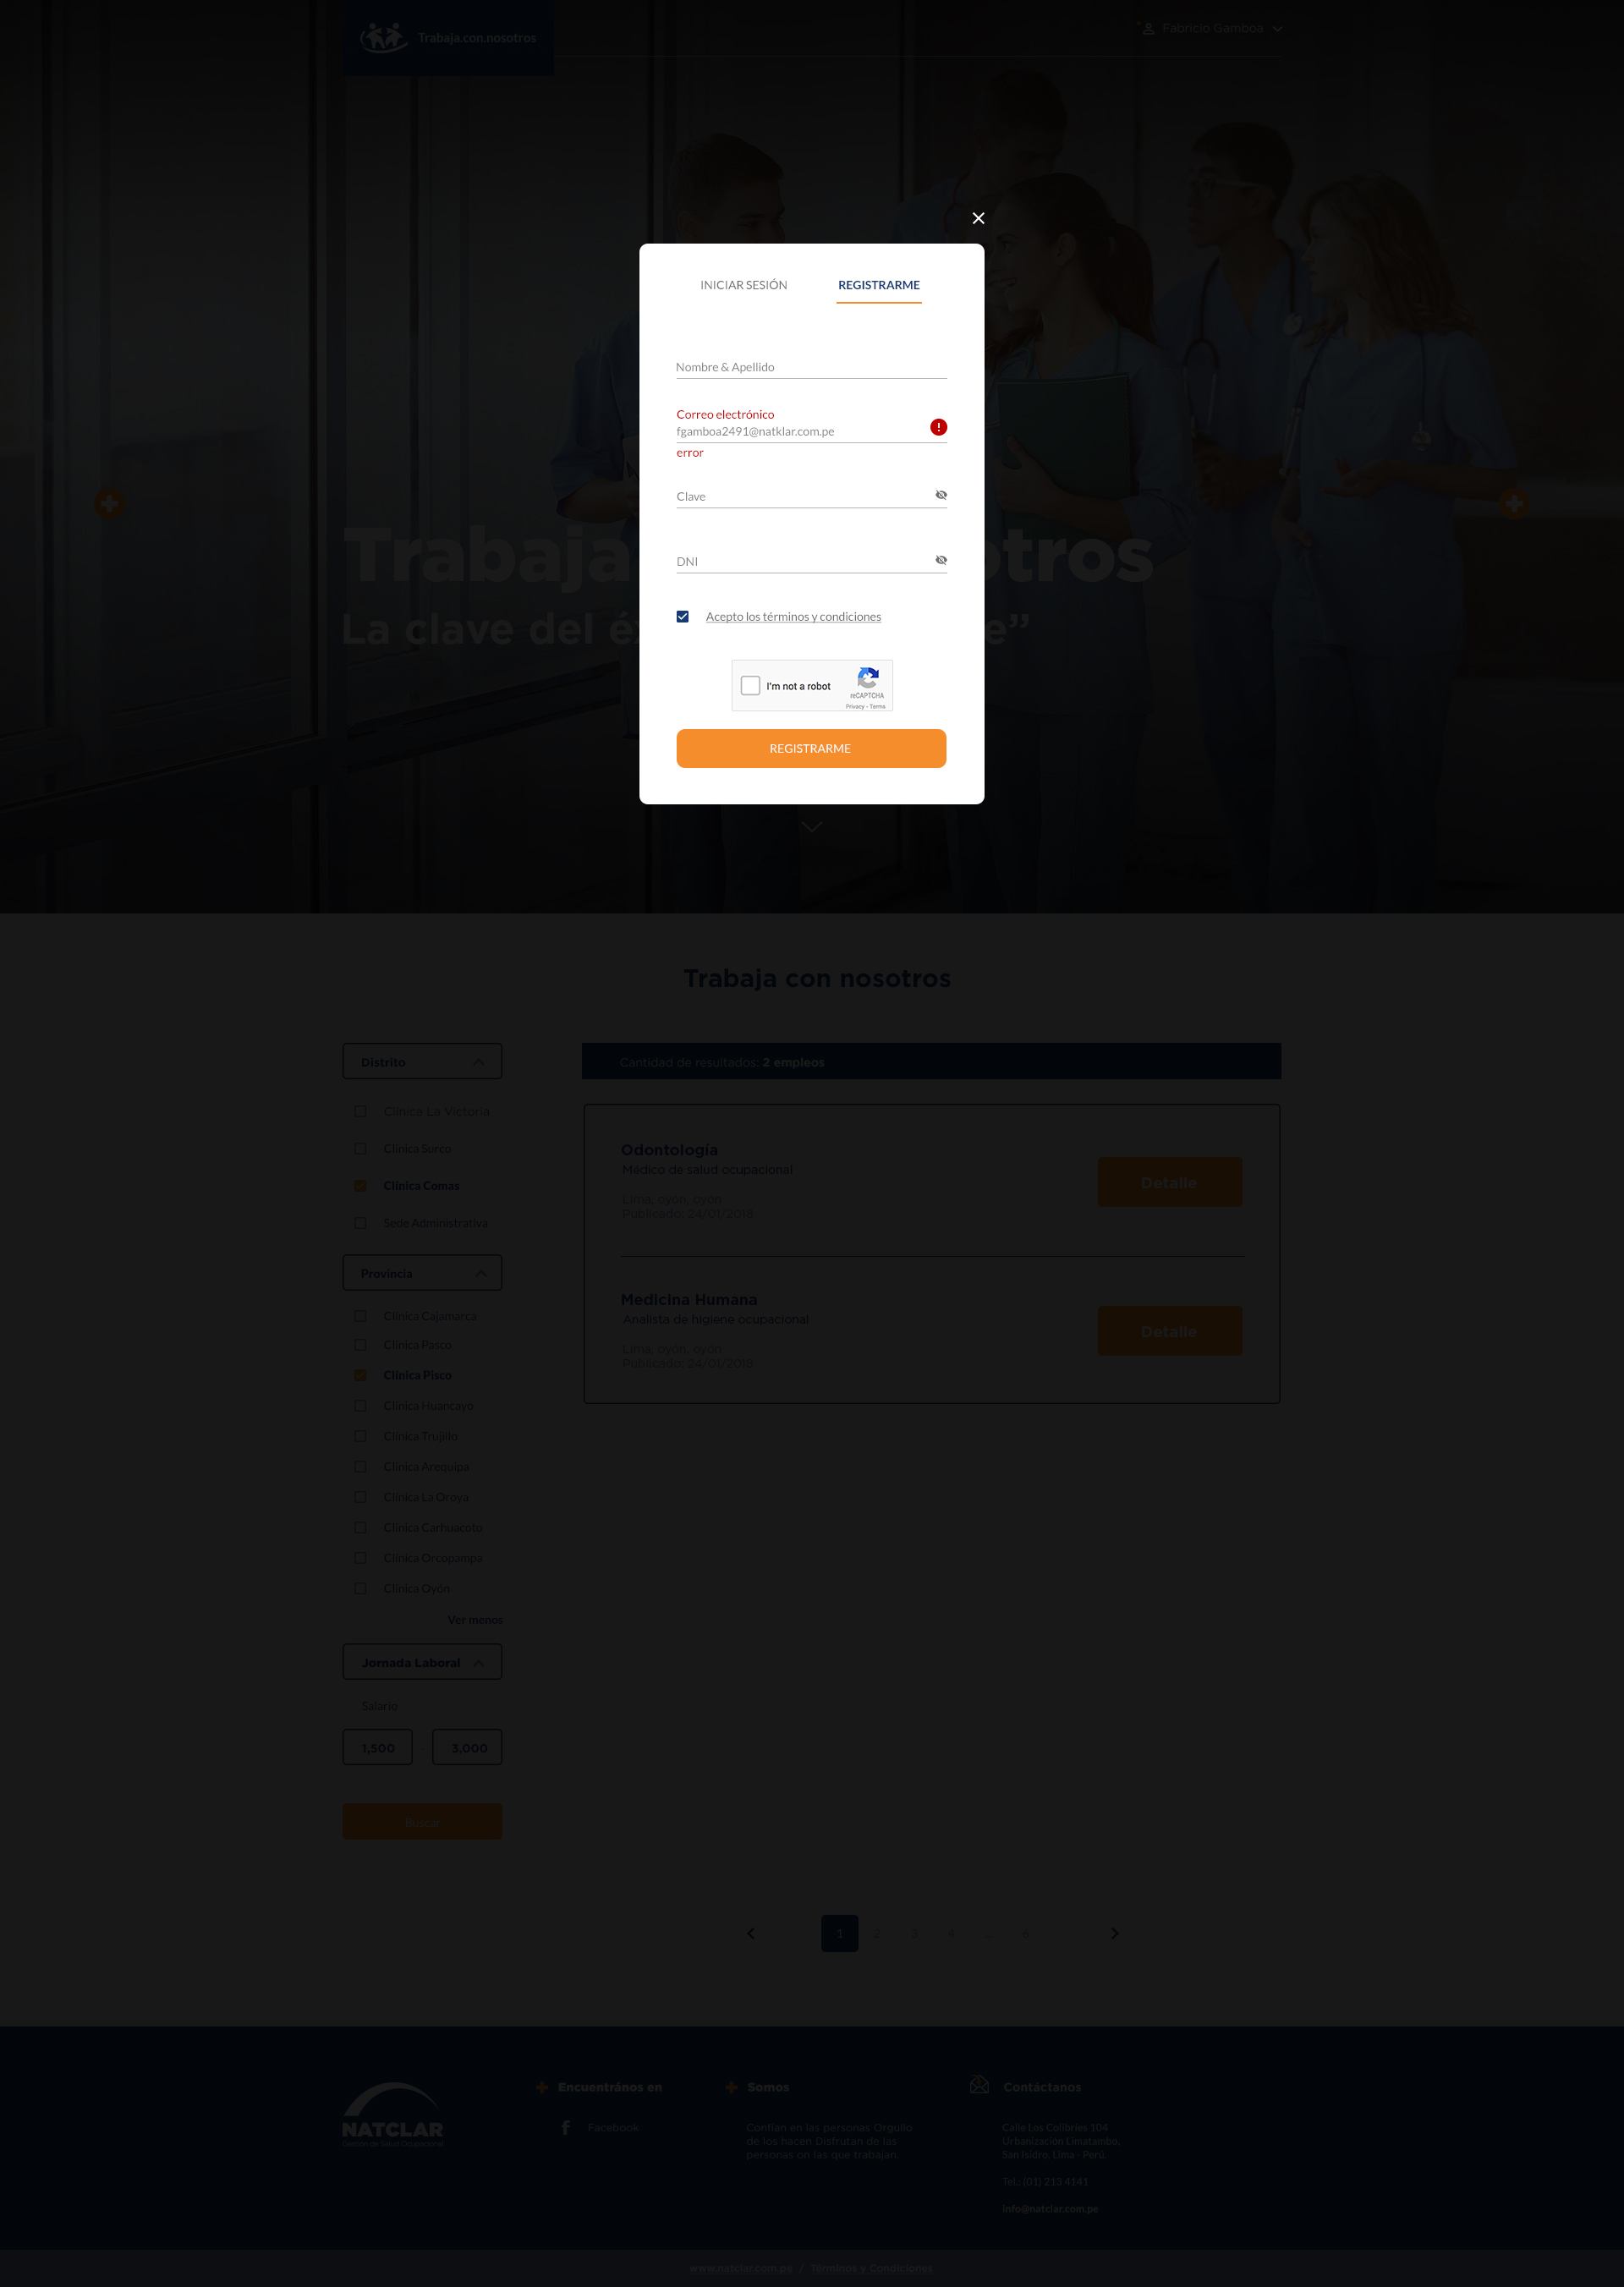 Trabaja.con.nosotros
Fabricio Gamboa
INICIAR SESIÓN
REGISTRARME
Nombre & Apellido
Correo electrónico
fgamboa2491@natklar.com.pe
error
Clave
DNI
Acepto los términos y condiciones
I'm not a robot
reCAPTCHA
Privacy - Terms
REGISTRARME
Trabaja otros
La clave del é e”
Trabaja con nosotros
Distrito
Clínica La Victoria
Clínica Surco
Clínica Comas
Sede Administrativa
Provincia
Clínica Cajamarca
Clínica Pasco
Clínica Pisco
Clínica Huancayo
Clínica Trujillo
Clínica Arequipa
Clínica La Oroya
Clínica Carhuacoto
Clínica Orcopampa
Clínica Oyón
Ver menos
Jornada Laboral
Salario
1,500 3,000
Buscar
Cantidad de resultados: 2 empleos
Odontología
Médico de salud ocupacional
Lima, oyón, oyón
Publicado: 24/01/2018
Detalle
Medicina Humana
Analista de higiene ocupacional
Lima, oyón, oyón
Publicado: 24/01/2018
Detalle
1 2 3 4 ... 6
NATCLAR
Gestión de Salud Ocupacional
Encuentrános en
Facebook
Somos
Confían en las personas Orgullo
de los hacen Disfrutan de las
personas on las que trabajan
Contáctanos
Calle Los Colibries 104
Urbanización Limatambo,
San Isidro, Lima - Perú.
Tel.: (01) 213 4141
info@natclar.com.pe
www.natclar.com.pe / Términos y Condiciones